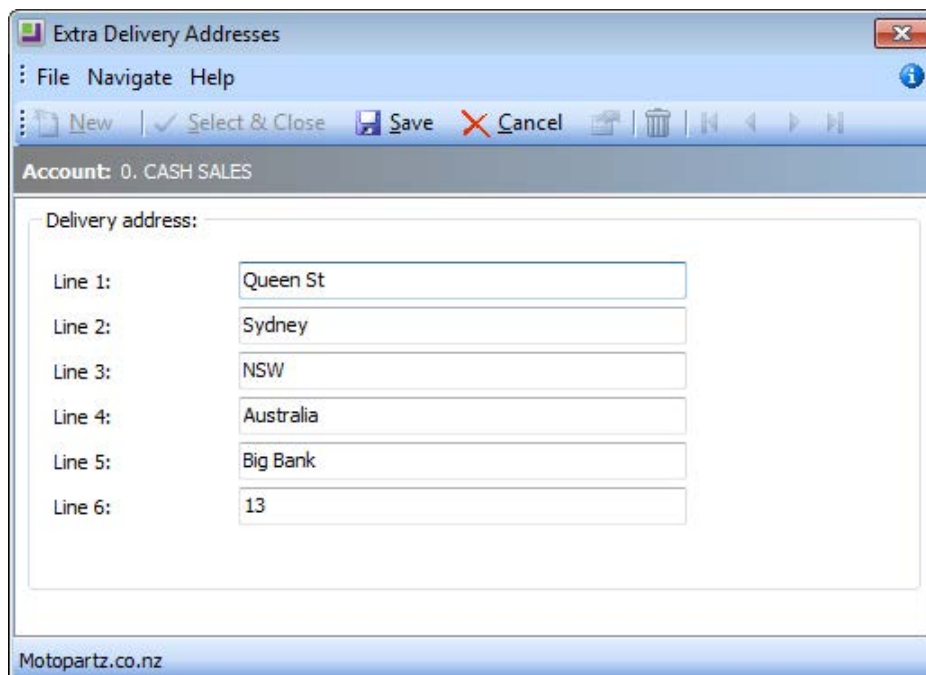 Extra Delivery Addresses
File Navigate Help
New Select & Close Save Cancel
Account: 0. CASH SALES
Delivery address:
Line 1: Queen St
Line 2: Sydney
Line 3: NSW
Line 4: Australia
Line 5: Big Bank
Line 6: 13
Motopartz.co.nz